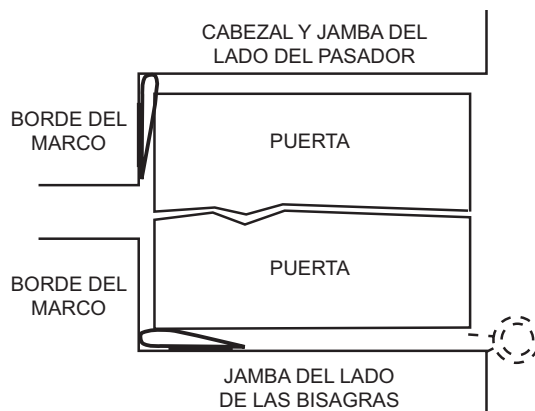 CABEZAL Y JAMBA DEL
LADO DEL PASADOR
BORDE DEL
MARCO
PUERTA
PUERTA
BORDE DEL
MARCO
JAMBA DEL LADO
DE LAS BISAGRAS